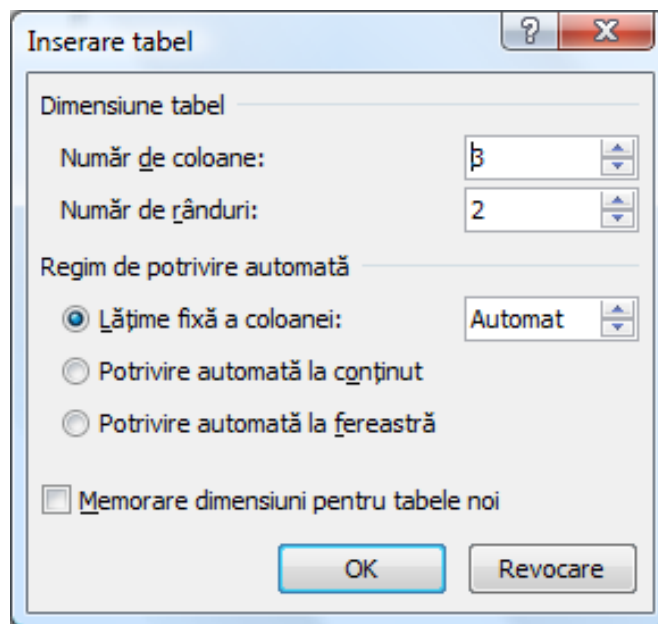 Inserare tabel
Dimensiune tabel
Număr de coloane: 3
Număr de rânduri: 2
Regim de potrivire automată
Lățime fixă a coloanei: Automat
Potrivire automată la conținut
Potrivire automată la fereastră
Memorare dimensiuni pentru tabele noi
OK Revocare